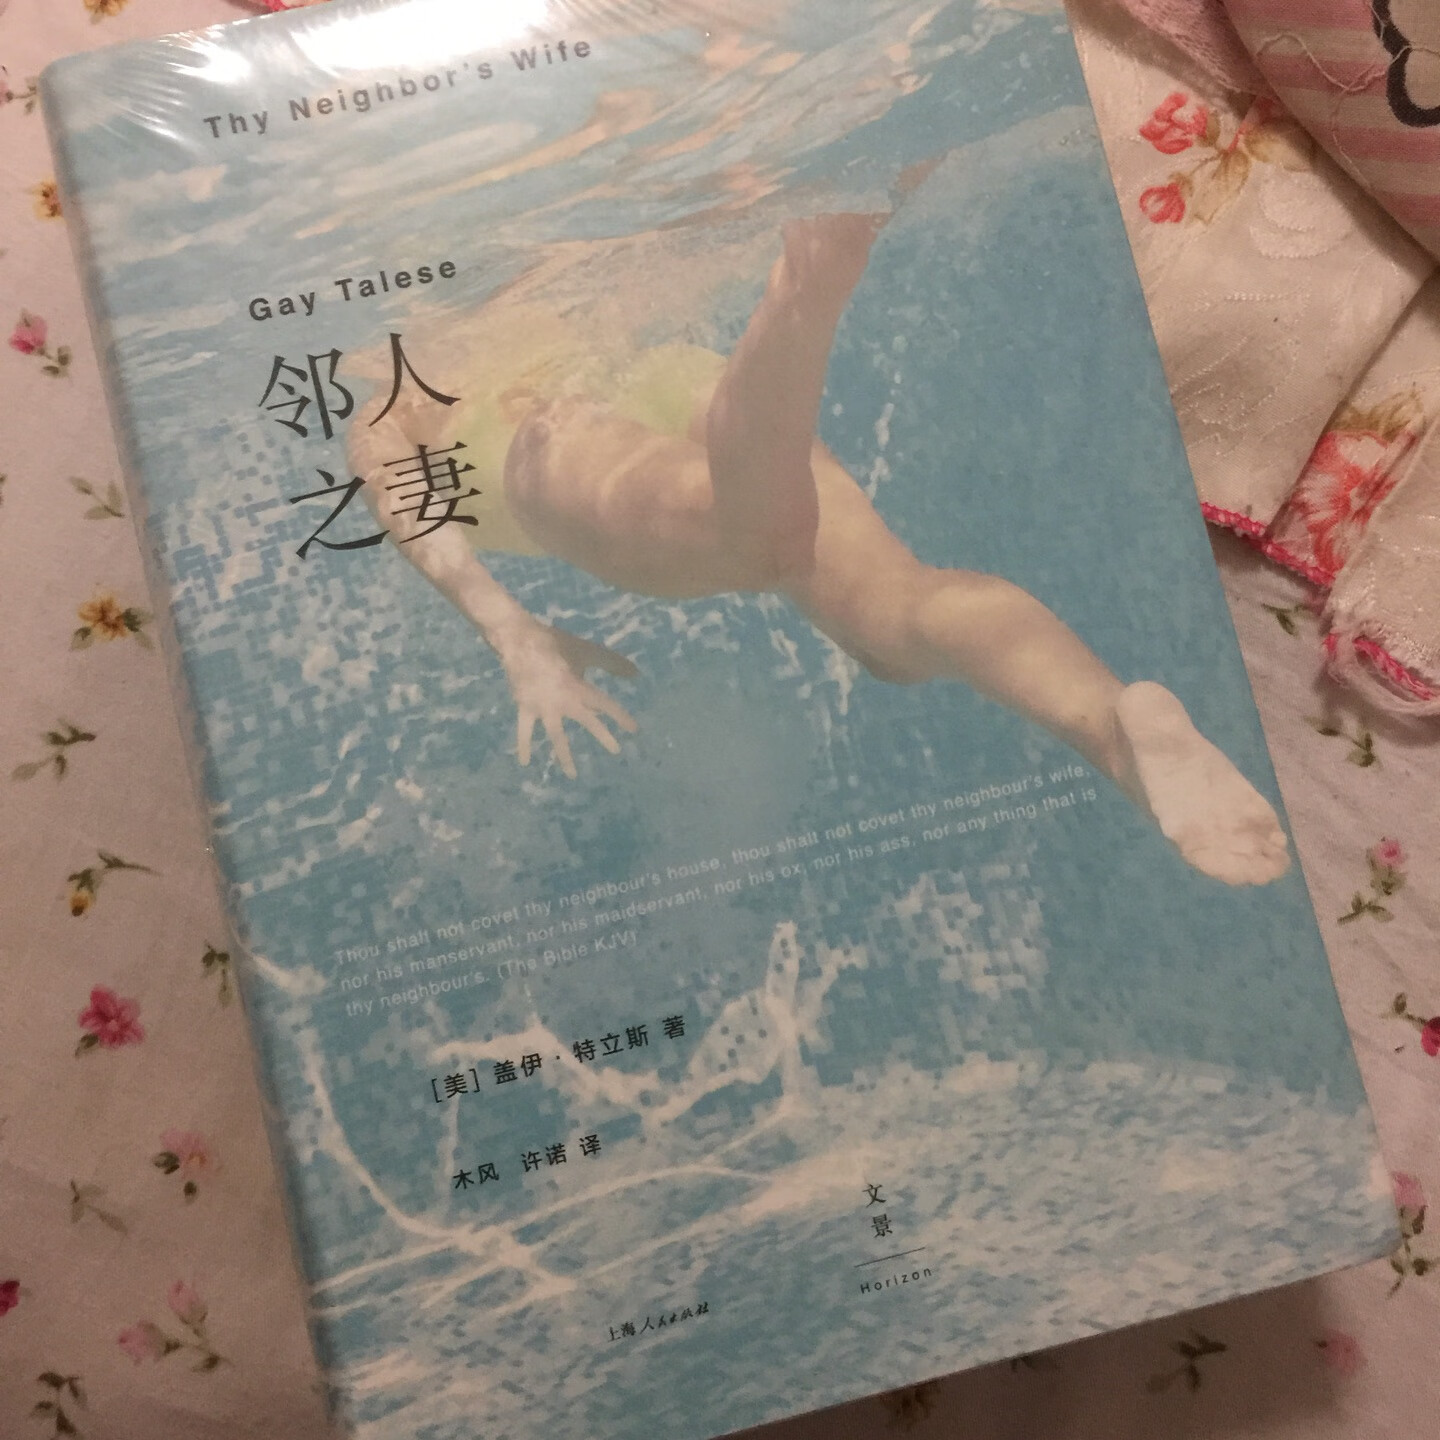 Thy Neighbor's Wife
Gay Talese
邻人
之妻
Thou shalt not covet thy neighbour's house, thou shalt not covet thy neighbour's wife,
nor his manservant, nor his maidservant, nor his ox, nor his ass, nor any thing that is
thy neighbour's. (The Bible KJV)
[美] 盖伊·特立斯 著
木风 许诺 译
文
景
Horizon
上海人民出版社